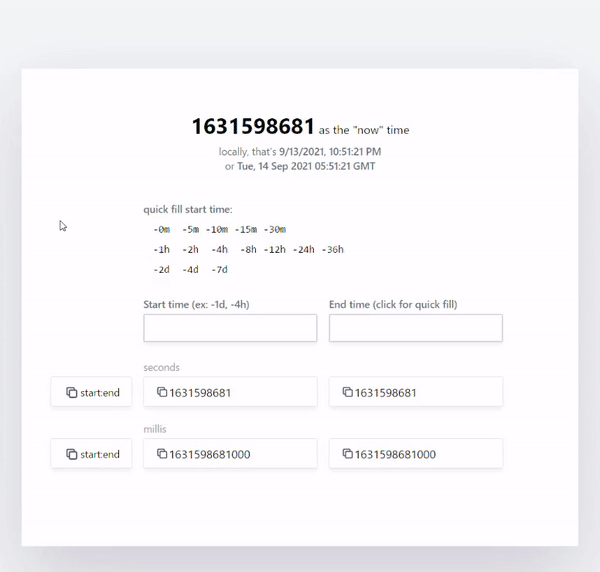 1631598681 as the "now" time
locally, that's 9/13/2021, 10:51:21 PM
or Tue, 14 Sep 2021 05:51:21 GMT
quick fill start time:
-0m -5m -10m -15m -30m
-1h -2h -4h -8h -12h -24h -36h
-2d -4d -7d
Start time (ex: -1d, -4h) End time (click for quick fill)
seconds
start:end 1631598681 1631598681
millis
start:end 1631598681000 1631598681000